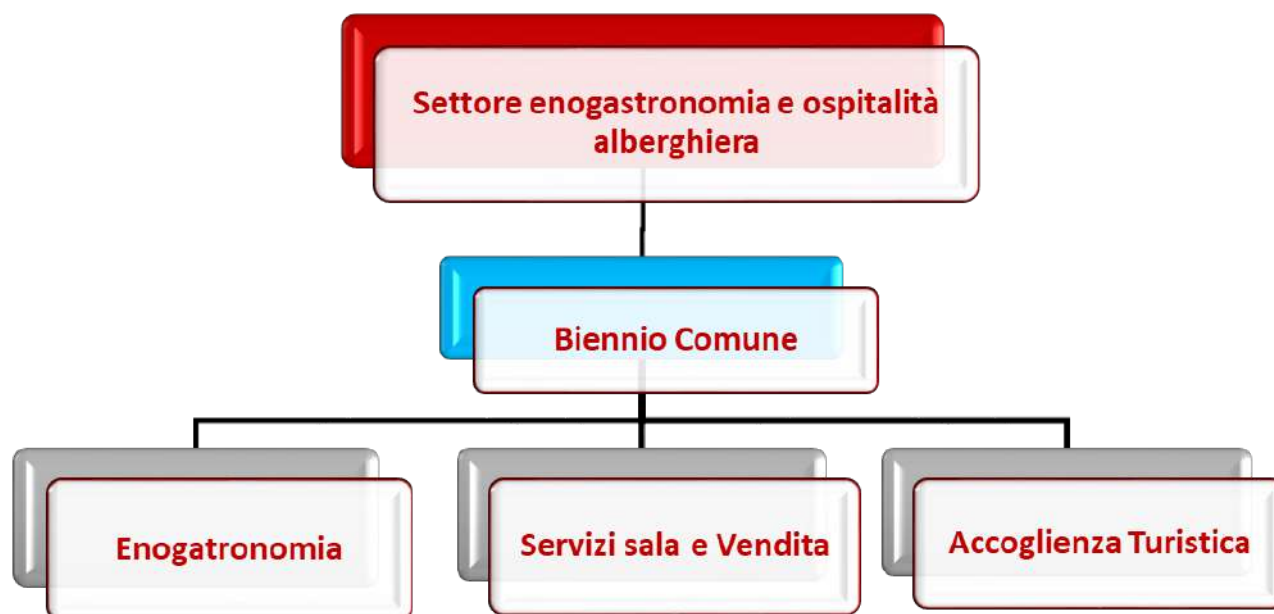 Settore enogastronomia e ospitalità
alberghiera
Biennio Comune
Enogatronomia
Servizi sala e Vendita
Accoglienza Turistica